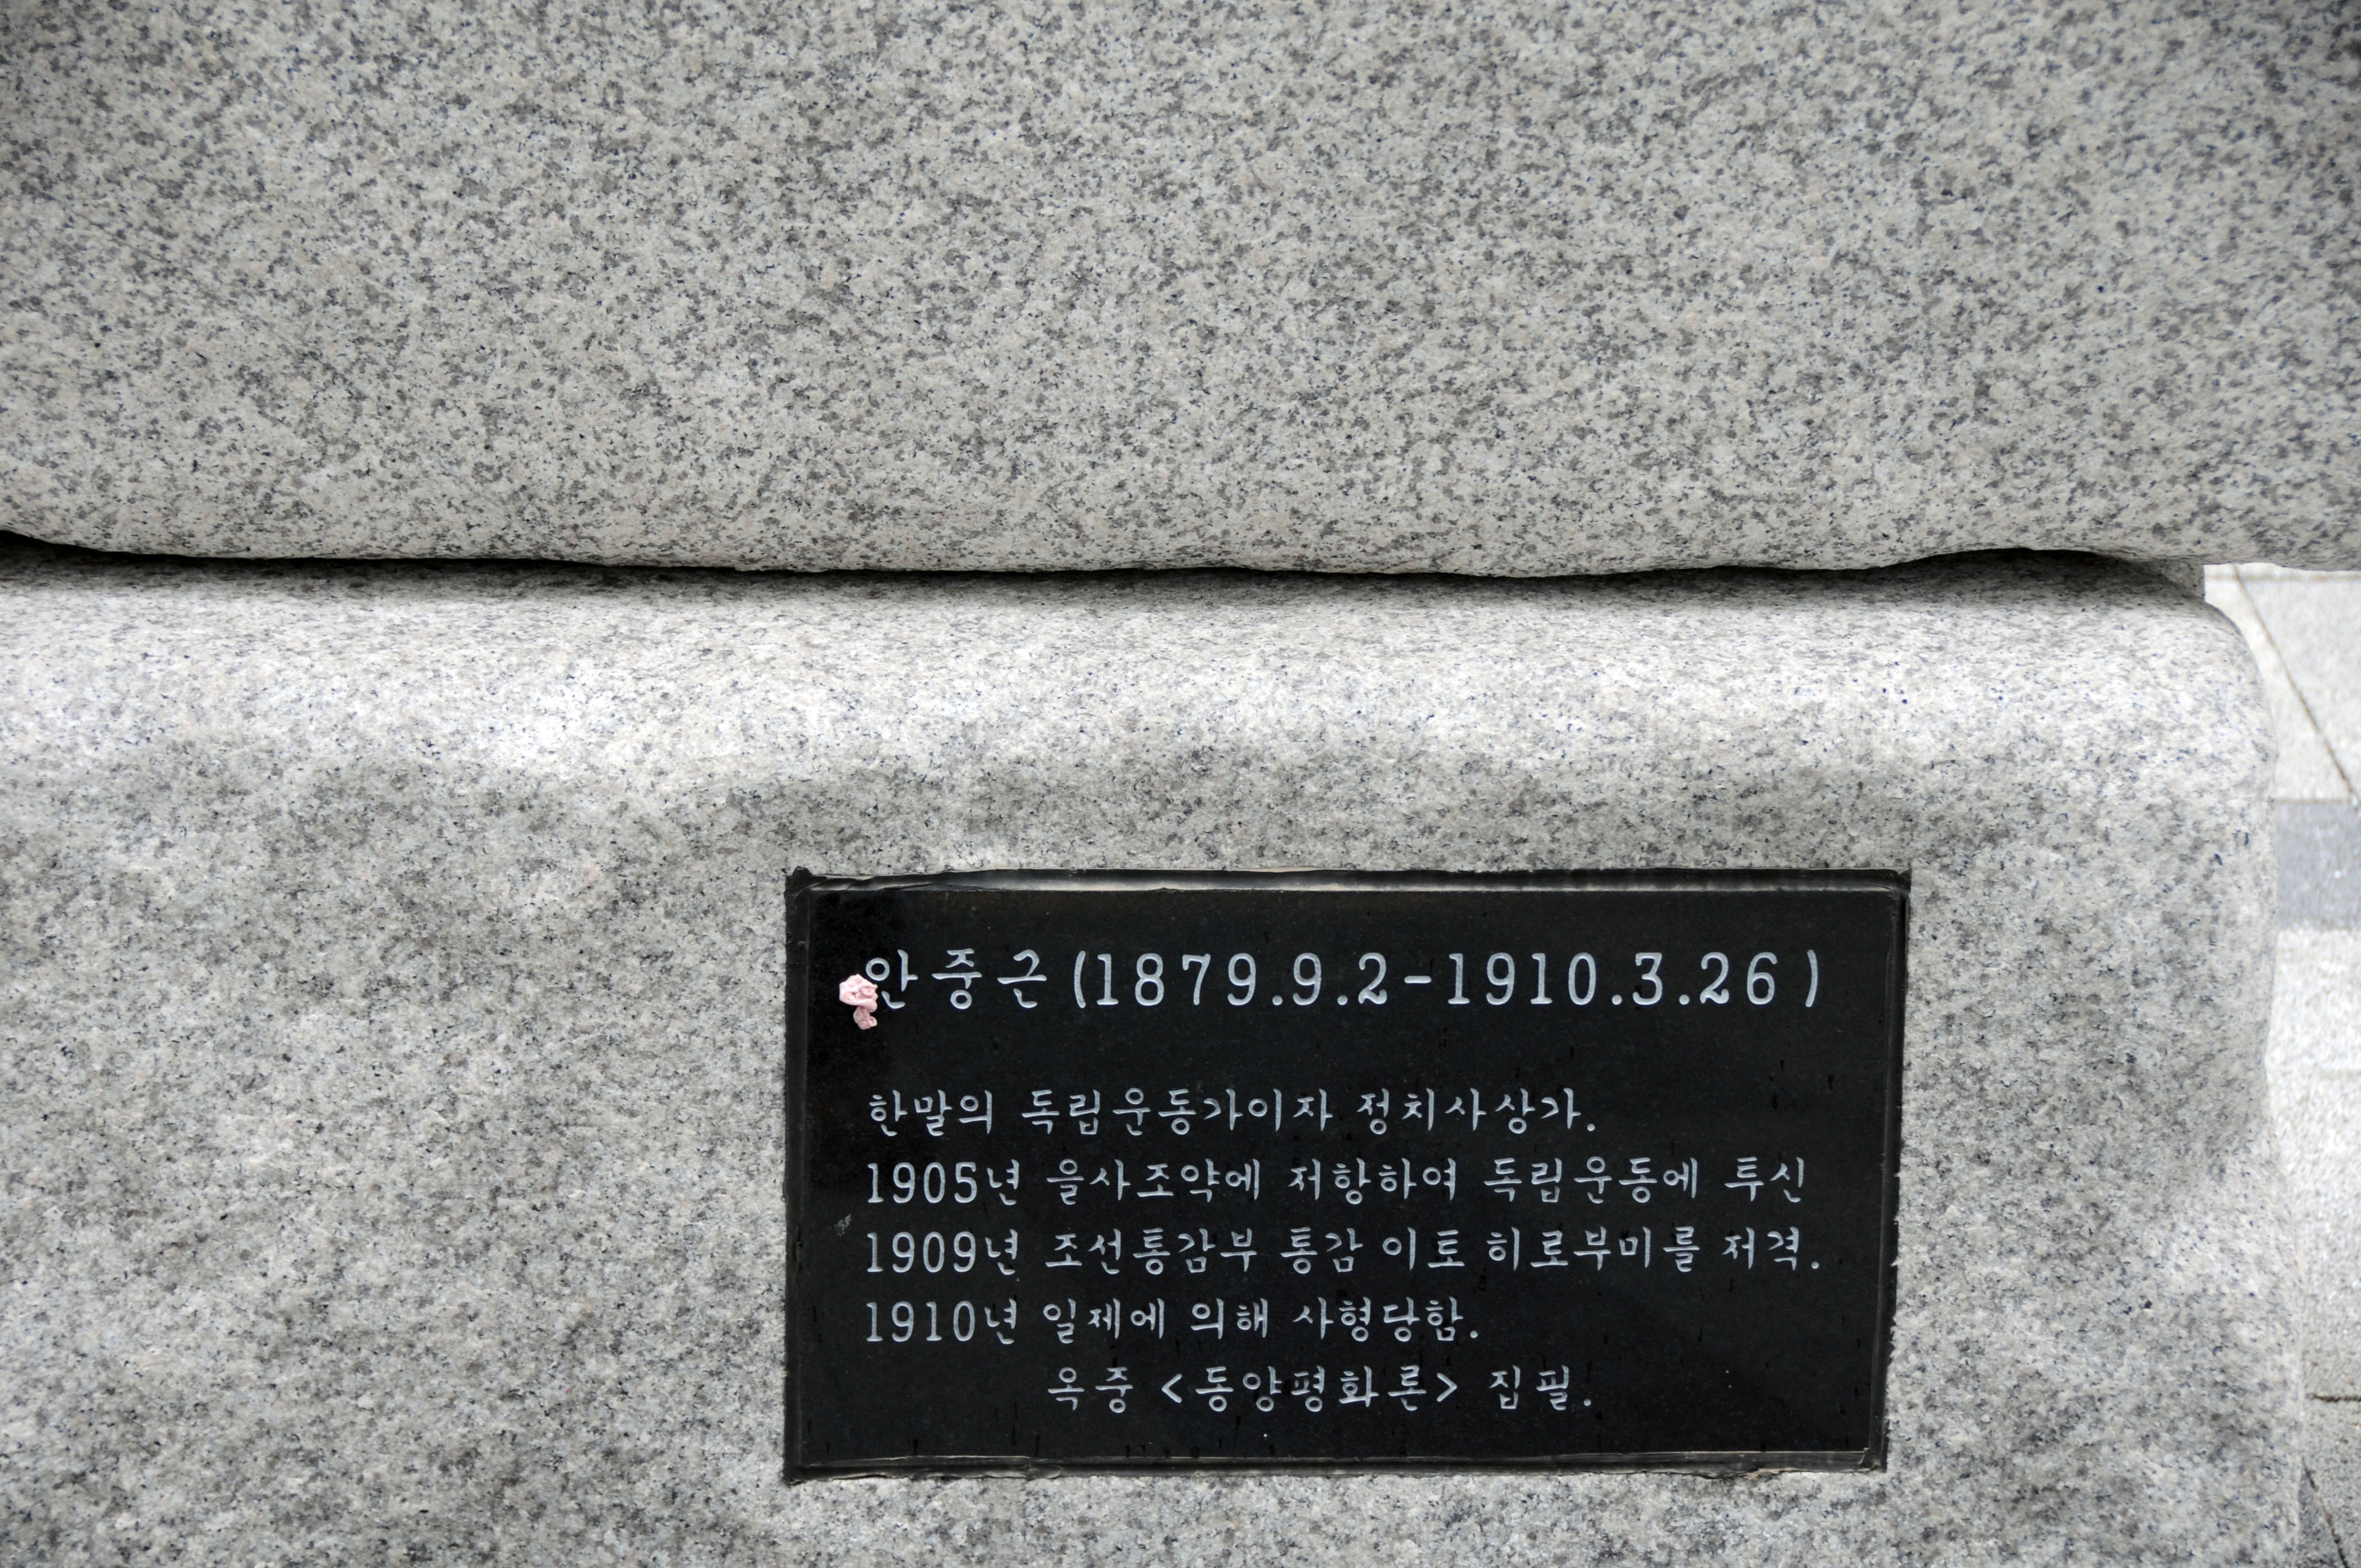 안중근(1879.9.2-1910.3.26)
한말의 독립운동가이자 정치사상가.
1905년 을사조약에 저항하여 독립운동에 투신
1909년 조선통감부 통감 이토 히로부미를 저격.
1910년 일제에 의해 사형당함.
옥중 <동양평화론> 집필.